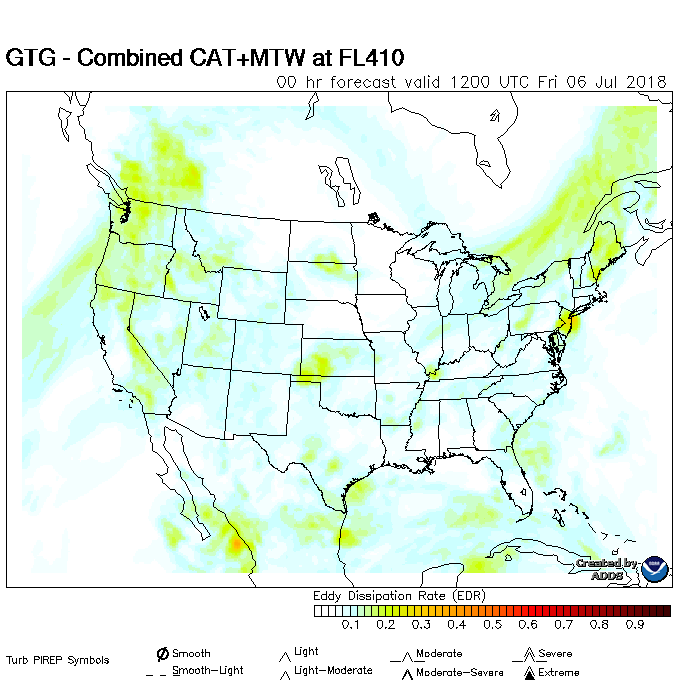 GTG - Combined CAT+MTW at FL410
00 hr forecast valid 1200 UTC Fri 06 Jul 2018
Created by
ADDS
Eddy Dissipation Rate (EDR)
0.1 0.2 0.3 0.4 0.5 0.6 0.7 0.8 0.9
Turb PIREP Symbols
Smooth Light Moderate Severe
Smooth-Light Light-Moderate Moderate-Severe Extreme